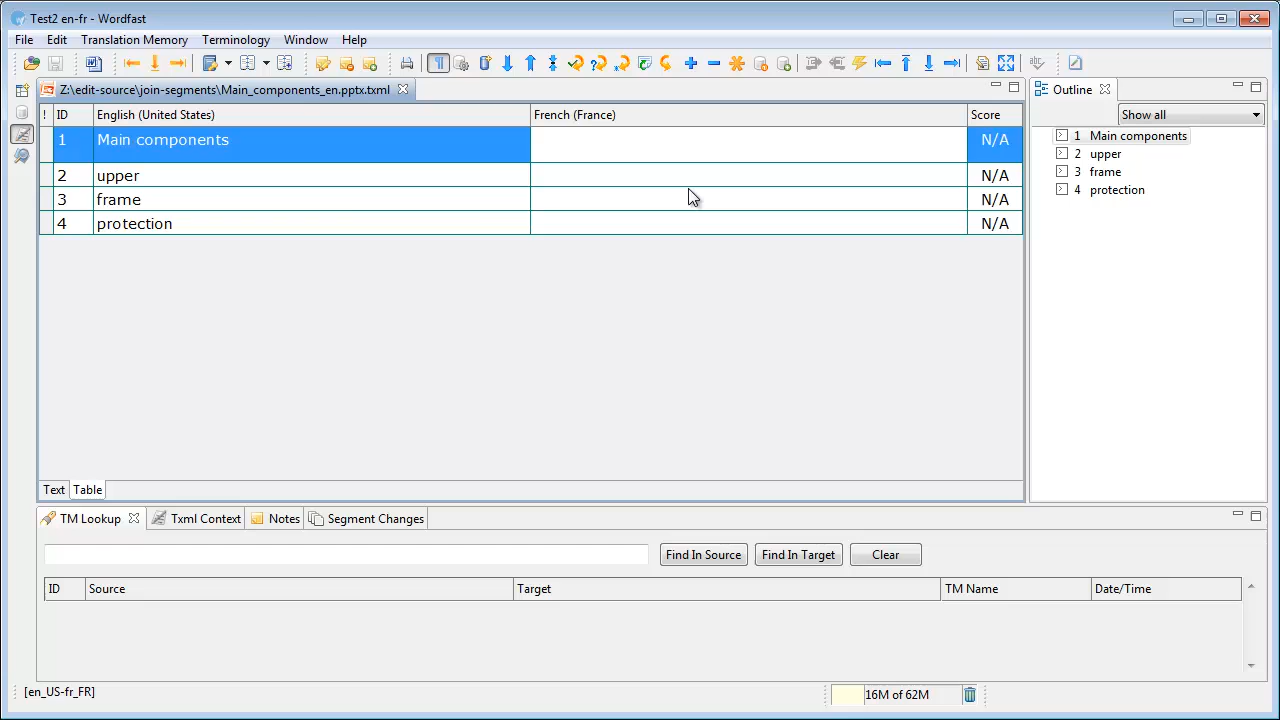 Test2 en-fr - Wordfast
File Edit Translation Memory Terminology Window Help
Z:\edit-source\join-segments\Main_components_en.pptx.txml
Outline
! ID English (United States) French (France) Score
Show all
1 Main components N/A
2 upper N/A
3 frame N/A
4 protection N/A
1 Main components
2 upper
3 frame
4 protection
Text Table
TM Lookup Txml Context Notes Segment Changes
Find In Source Find In Target Clear
ID Source Target TM Name Date/Time
[en_US-fr_FR] 16M of 62M